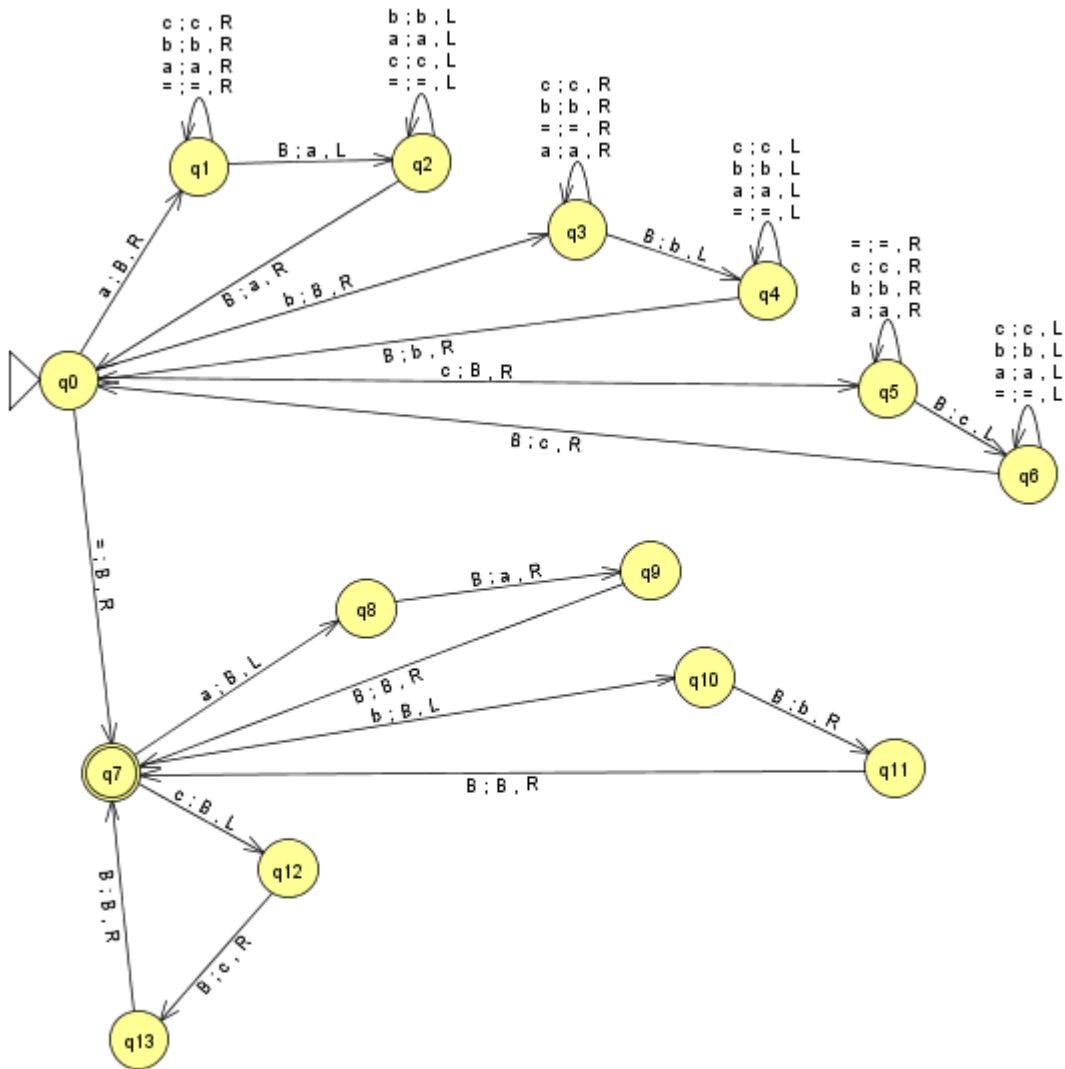 c ; c , R
b ; b , R
a ; a , R
= ; = , R
b ; b , L
a ; a , L
c ; c , L
= ; = , L
c ; c , R
b ; b , R
= ; = , R
a ; a , R
c ; c , L
b ; b , L
a ; a , L
= ; = , L
q1
B ; a , L
q2
q3
B ; b , L
q4
= ; = , R
c ; c , R
b ; b , R
a ; a , R
c ; c , L
b ; b , L
a ; a , L
= ; = , L
a ; B , R
B ; a , R
b ; B , R
B ; b , R
q0
c ; B , R
q5
B ; c , L
B ; c , R
q6
= ; B , R
q8
B ; a , R
q9
a ; B , L
B ; B , R
b ; B , L
q10
B ; b , R
q7
B ; B , R
q11
c ; B , L
q12
B ; B , R
B ; c , R
q13